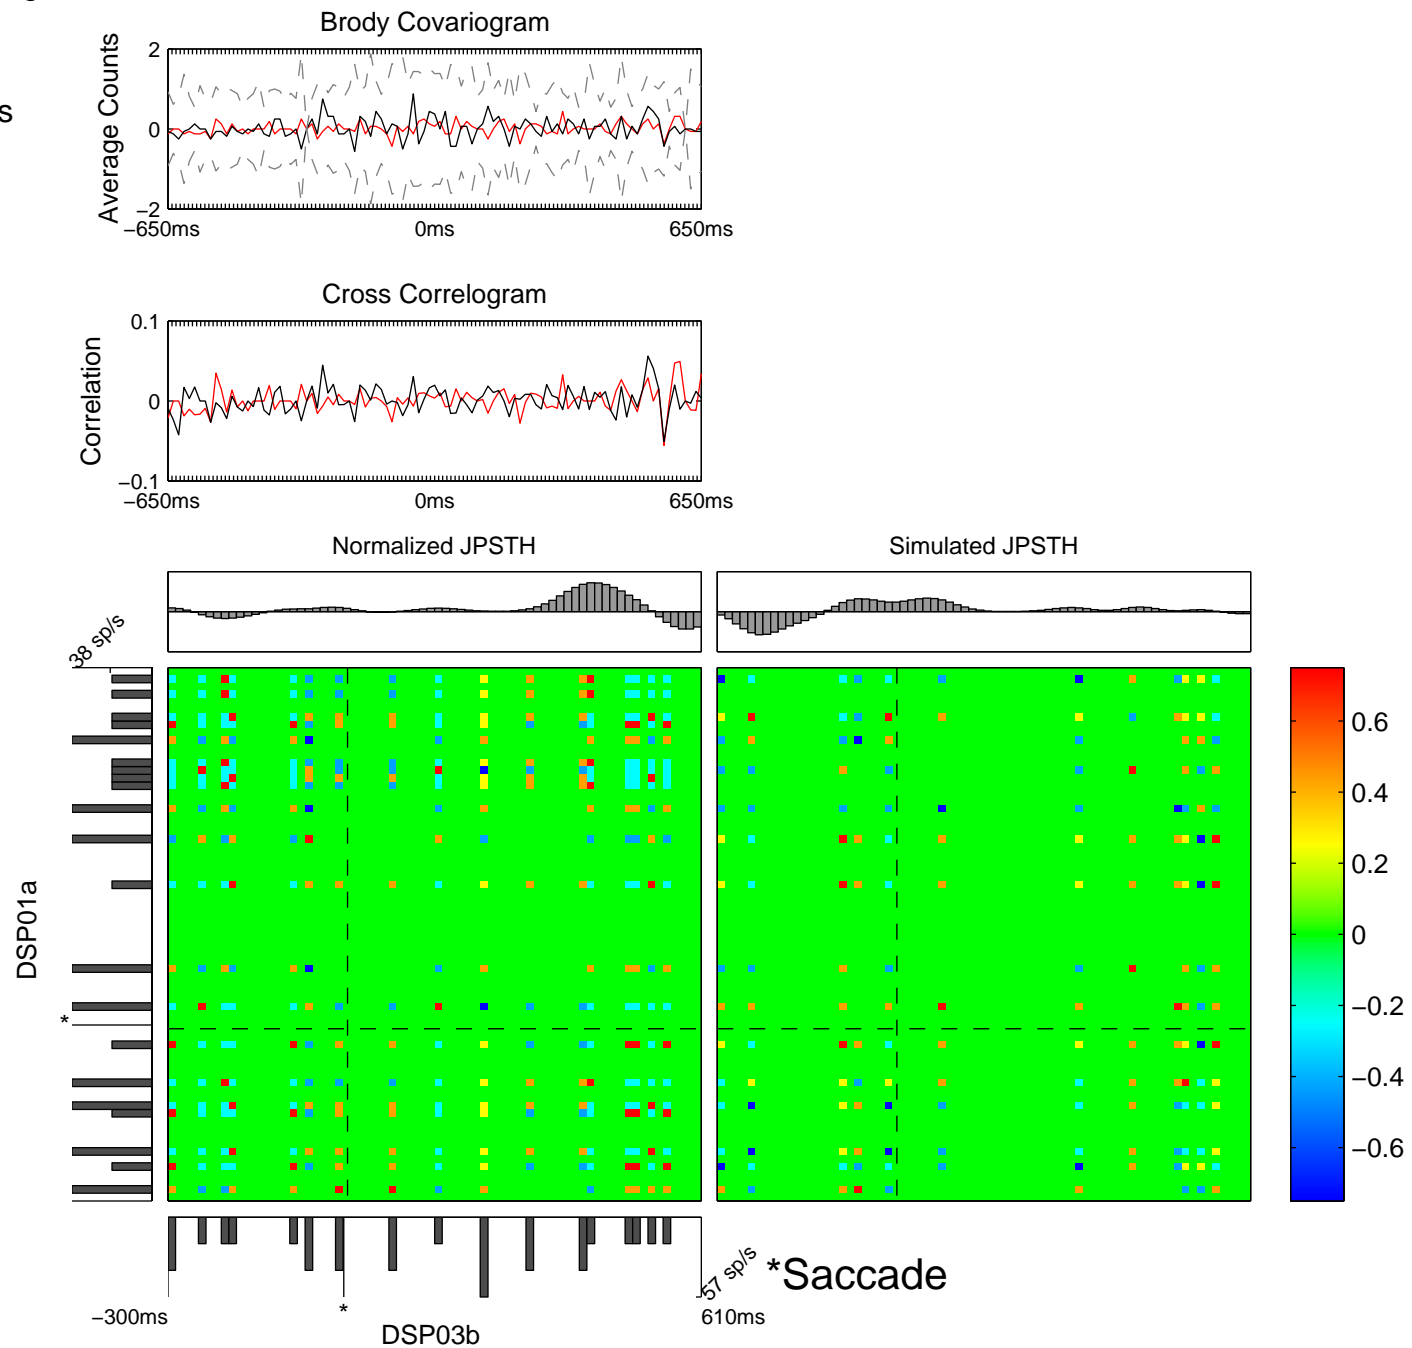 g
Brody Covariogram
s
Average Counts
2
0
−2
−650ms
0ms
650ms
Cross Correlogram
Correlation
0.1
0
−0.1
−650ms
0ms
650ms
Normalized JPSTH
Simulated JPSTH
38 sp/s
DSP01a
*
0.6
0.4
0.2
0
−0.2
−0.4
−0.6
57 sp/s
*Saccade
−300ms
*
610ms
DSP03b